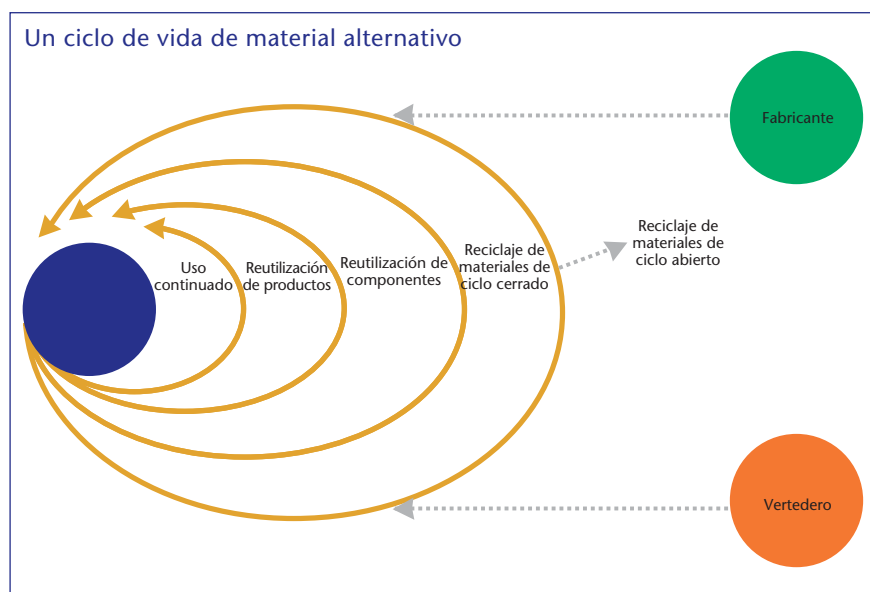 Un ciclo de vida de material alternativo
Fabricante
Uso
continuado
Reutilización
de productos
Reutilización de
componentes
Reciclaje de
materiales de
ciclo cerrado
Reciclaje de
materiales de
ciclo abierto
Vertedero